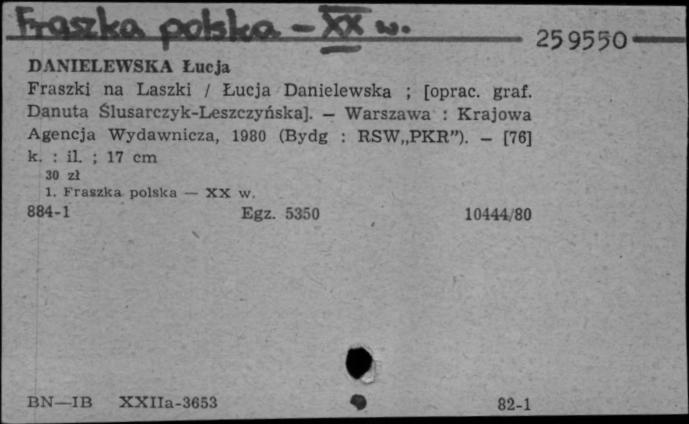 Fraszka polska – XX w.
259550
DANIELEWSKA Łucja
Fraszki na Laszki / Łucja Danielewska ; [oprac. graf.
Danuta Ślusarczyk-Leszczyńska]. — Warszawa : Krajowa
Agencja Wydawnicza, 1980 (Bydg : RSW„PKR”). — [76]
k. : il. ; 17 cm
30 zł
1. Fraszka polska — XX w.
884-1 Egz. 5350 10444/80
BN—IB XXIIa-3653 82-1